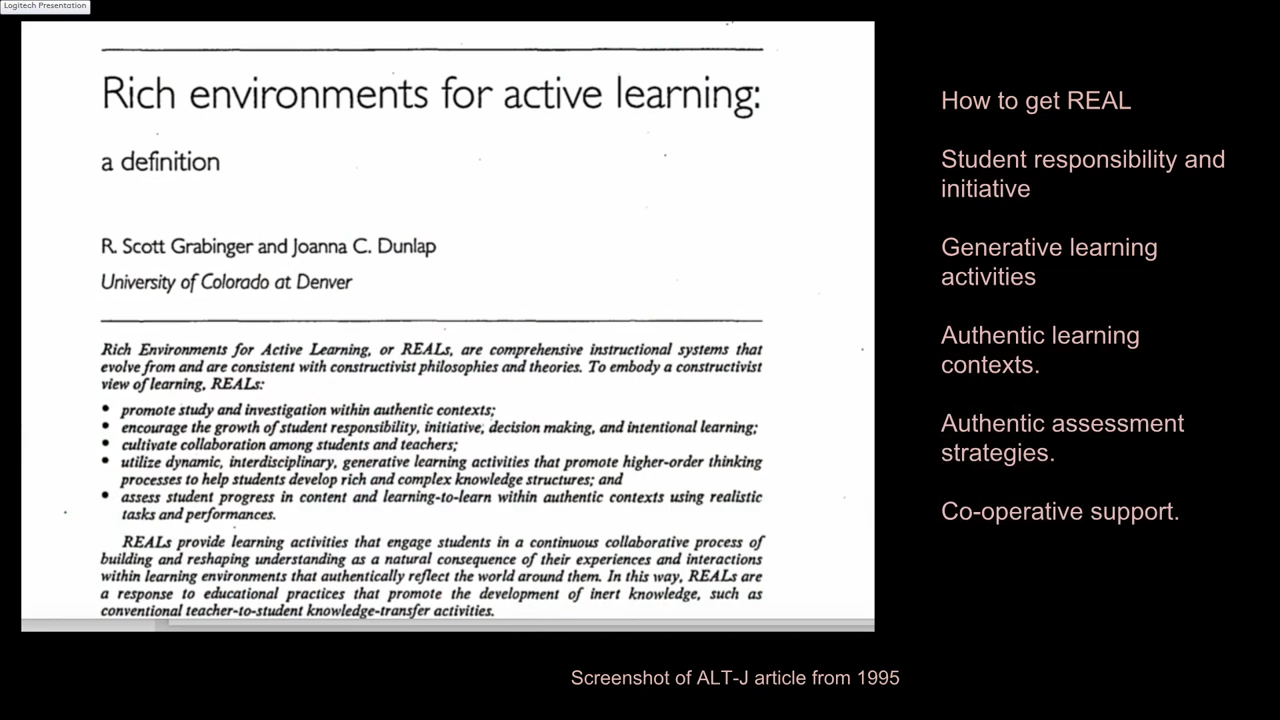 Logitech Presentation
Rich environments for active learning:
a definition
R. Scott Grabinger and Joanna C. Dunlap
University of Colorado at Denver
Rich Environments for Active Learning, or REALs, are comprehensive instructional systems that
evolve from and are consistent with constructivist philosophies and theories. To embody a constructivist
view of learning, REALs:
• promote study and investigation within authentic contexts;
• encourage the growth of student responsibility, initiative, decision making, and intentional learning;
• cultivate collaboration among students and teachers;
• utilize dynamic, interdisciplinary, generative learning activities that promote higher-order thinking
processes to help students develop rich and complex knowledge structures; and
• assess student progress in content and learning-to-learn within authentic contexts using realistic
tasks and performances.
REALs provide learning activities that engage students in a continuous collaborative process of
building and reshaping understanding as a natural consequence of their experiences and interactions
within learning environments that authentically reflect the world around them. In this way, REALs are
a response to educational practices that promote the development of inert knowledge, such as
conventional teacher-to-student knowledge-transfer activities.
How to get REAL
Student responsibility and
initiative
Generative learning
activities
Authentic learning
contexts.
Authentic assessment
strategies.
Co-operative support.
Screenshot of ALT-J article from 1995